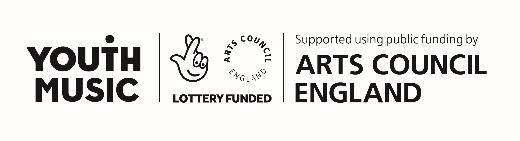 YOUTH
MUSIC
ARTS COUNCIL
ENGLAND
LOTTERY FUNDED
Supported using public funding by
ARTS COUNCIL
ENGLAND